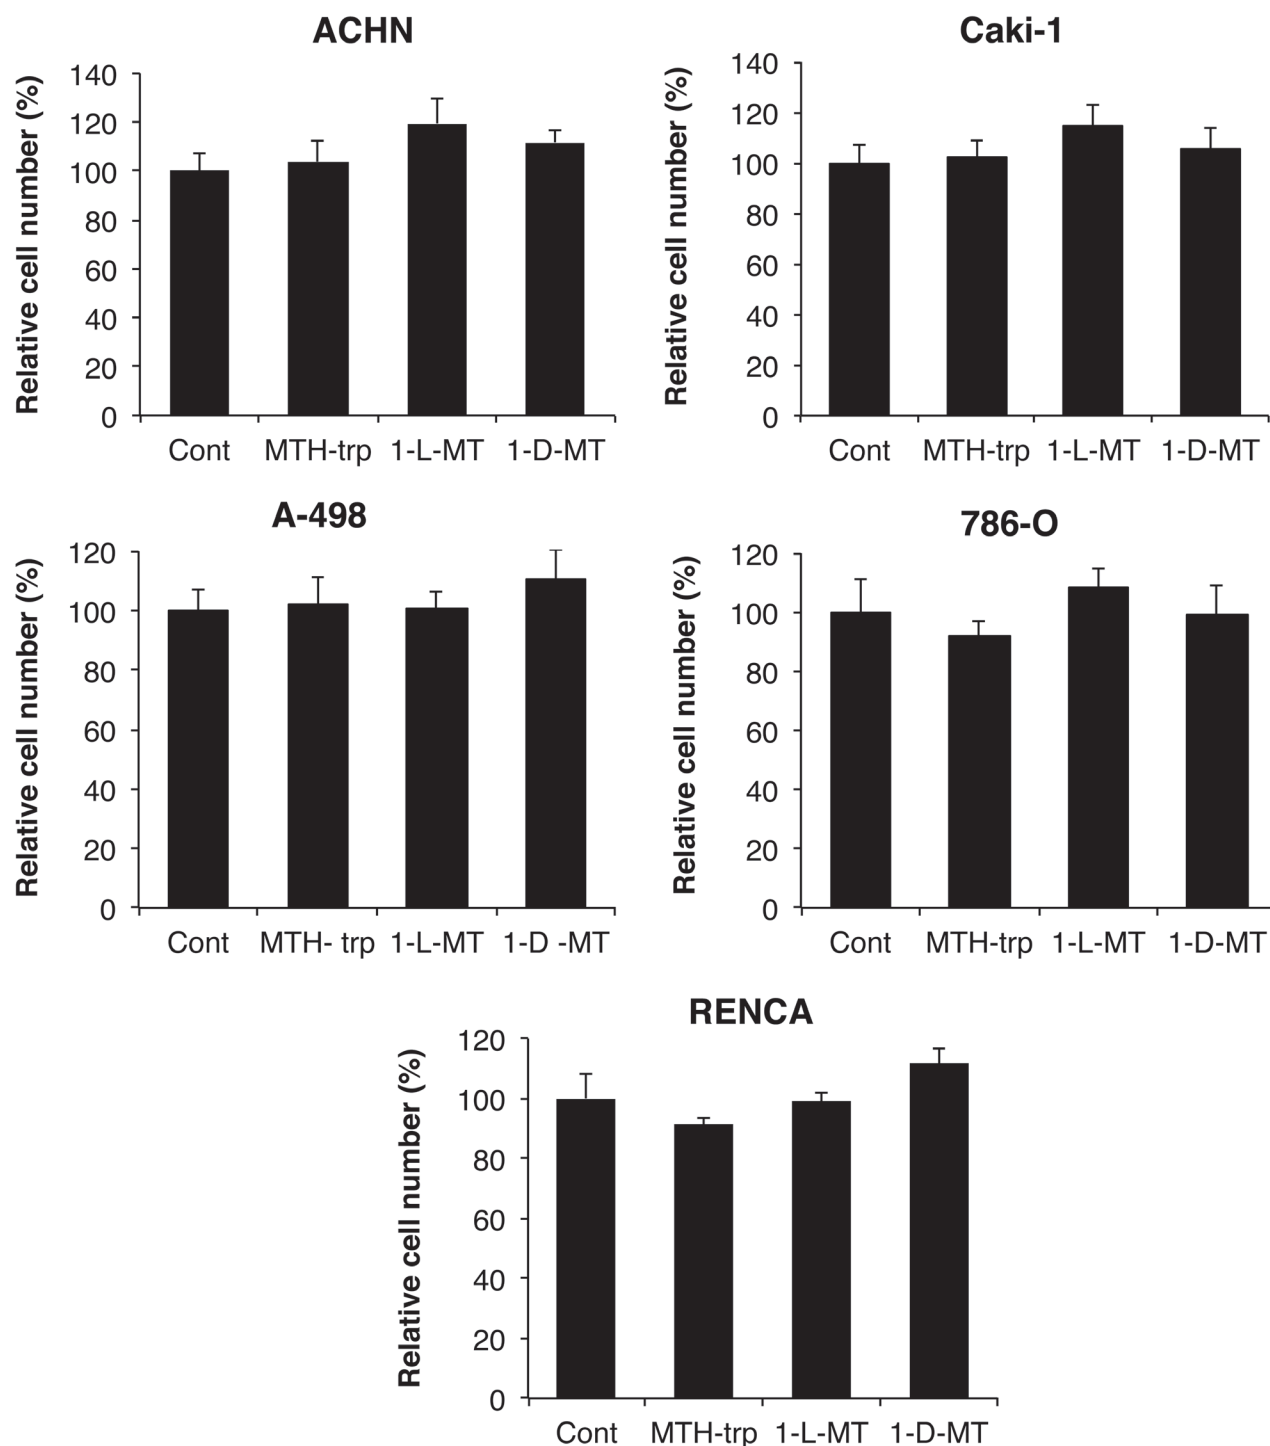 ACHN
Relative cell number (%)
140
120
100
80
60
40
20
0
Cont MTH-trp 1-L-MT 1-D-MT
Caki-1
Relative cell number (%)
140
120
100
80
60
40
20
0
Cont MTH-trp 1-L-MT 1-D-MT
A-498
Relative cell number (%)
120
100
80
60
40
20
0
Cont MTH- trp 1-L-MT 1-D -MT
786-O
Relative cell number (%)
120
100
80
60
40
20
0
Cont MTH-trp 1-L-MT 1-D-MT
RENCA
Relative cell number (%)
120
100
80
60
40
20
0
Cont MTH-trp 1-L-MT 1-D-MT